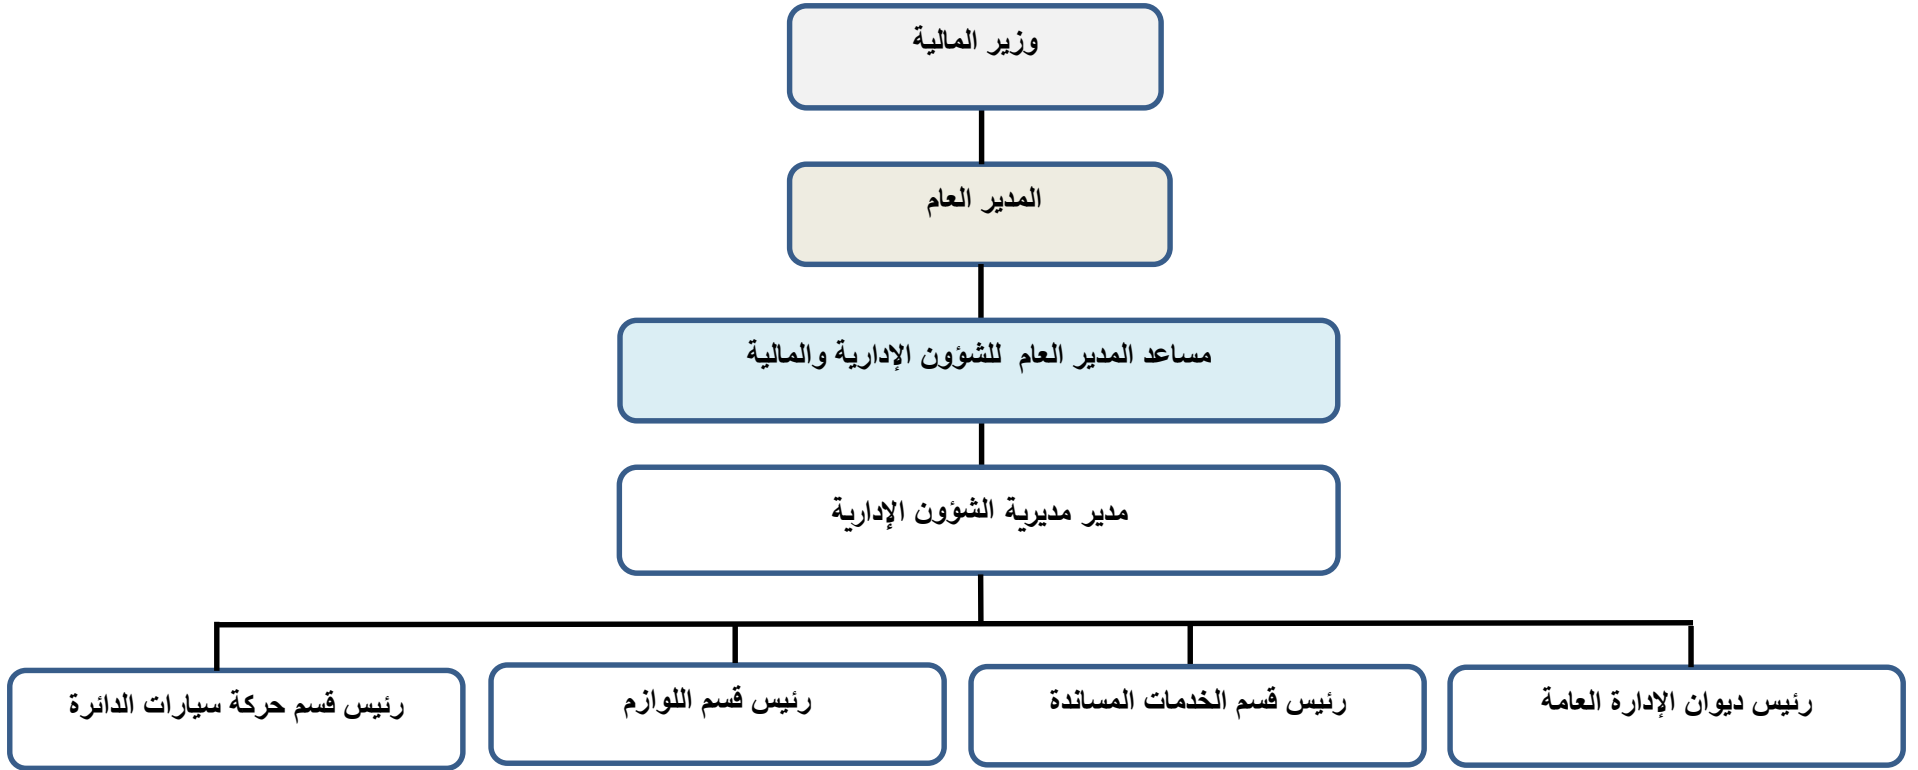 وزير المالية
المدير العام
مساعد المدير العام للشؤون الإدارية والمالية
مدير مديرية الشؤون الإدارية
رئيس ديوان الإدارة العامة
رئيس قسم الخدمات المساندة
رئيس قسم اللوازم
رئيس قسم حركة سيارات الدائرة